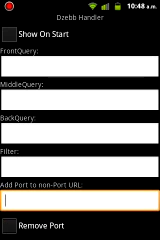 10:48 a.m.
Dzebb Handler
Show On Start
FrontQuery:
MiddleQuery:
BackQuery:
Filter:
Add Port to non-Port URL:
Remove Port